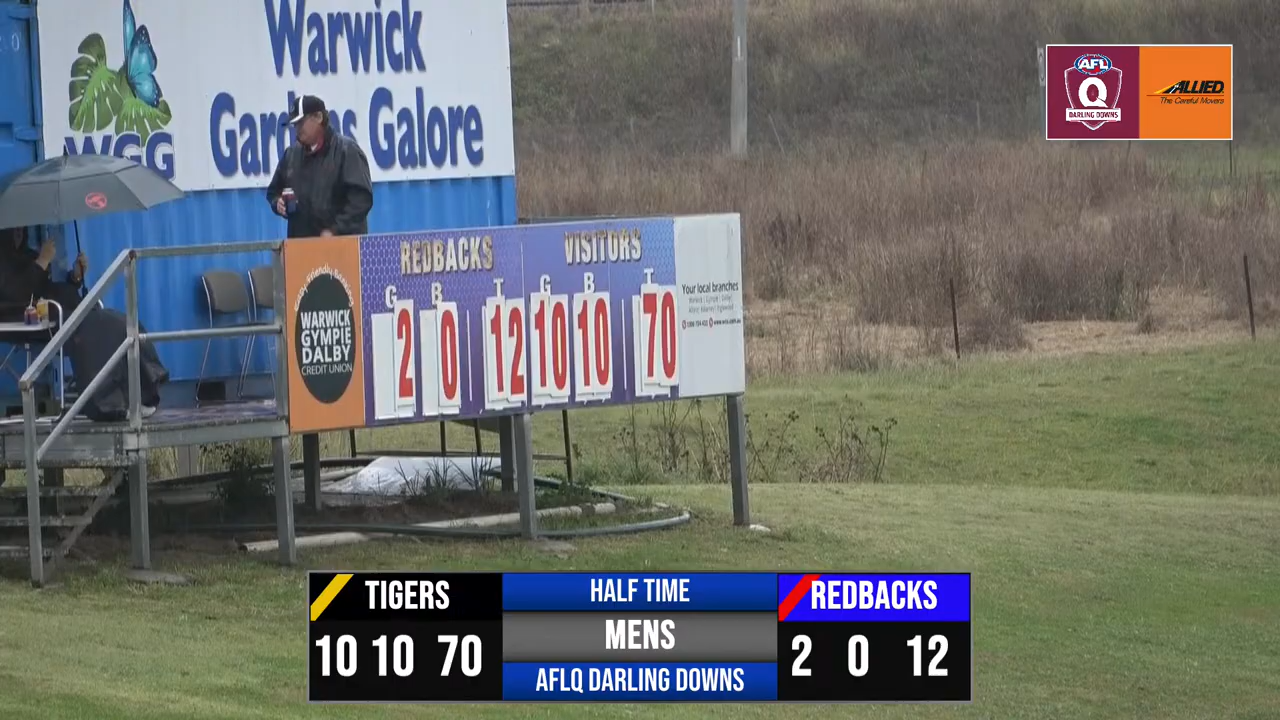 Warwick
Gardens Galore
WGG
AFL
Q
DARLING DOWNS
ALLIED
The Careful Movers
REDBACKS
VISITORS
G B T G B T
2 0 12 10 10 70
WARWICK
GYMPIE
DALBY
CREDIT UNION
Your local branches
TIGERS
10 10 70
HALF TIME
MENS
AFLQ DARLING DOWNS
REDBACKS
2 0 12